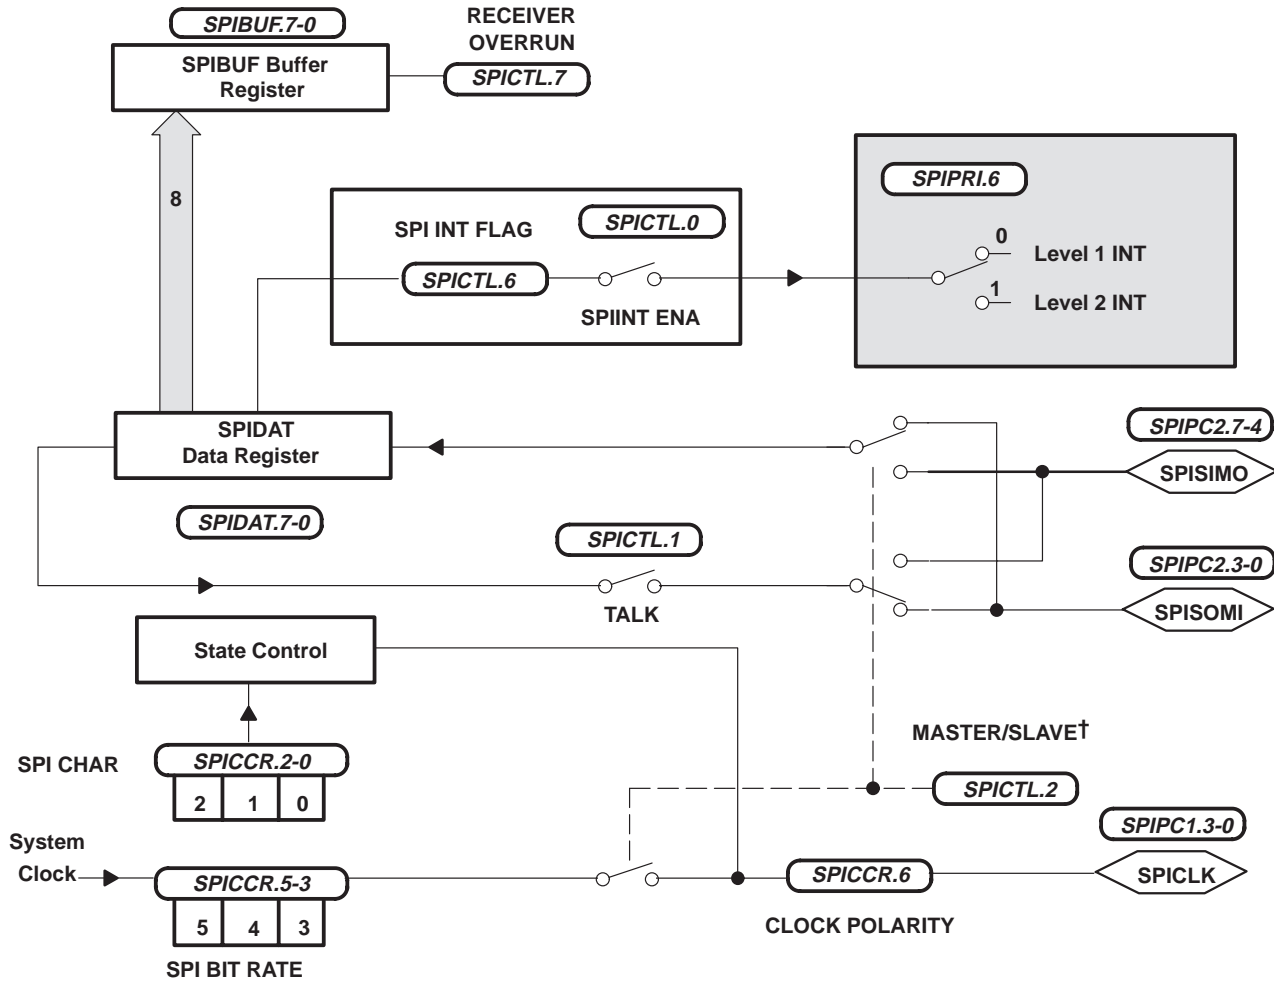 SPIBUF.7-0
RECEIVER
OVERRUN
SPIBUF Buffer
Register
SPICTL.7
8
SPI INT FLAG
SPICTL.0
SPICTL.6
SPIINT ENA
SPIPRI.6
0
Level 1 INT
1
Level 2 INT
SPIDAT
Data Register
SPIDAT.7-0
SPICTL.1
TALK
SPIPC2.7-4
SPISIMO
SPIPC2.3-0
SPISOMI
State Control
MASTER/SLAVE†
SPI CHAR
SPICCR.2-0
2 1 0
SPICTL.2
System
Clock
SPICCR.5-3
5 4 3
SPI BIT RATE
SPICCR.6
CLOCK POLARITY
SPIPC1.3-0
SPICLK